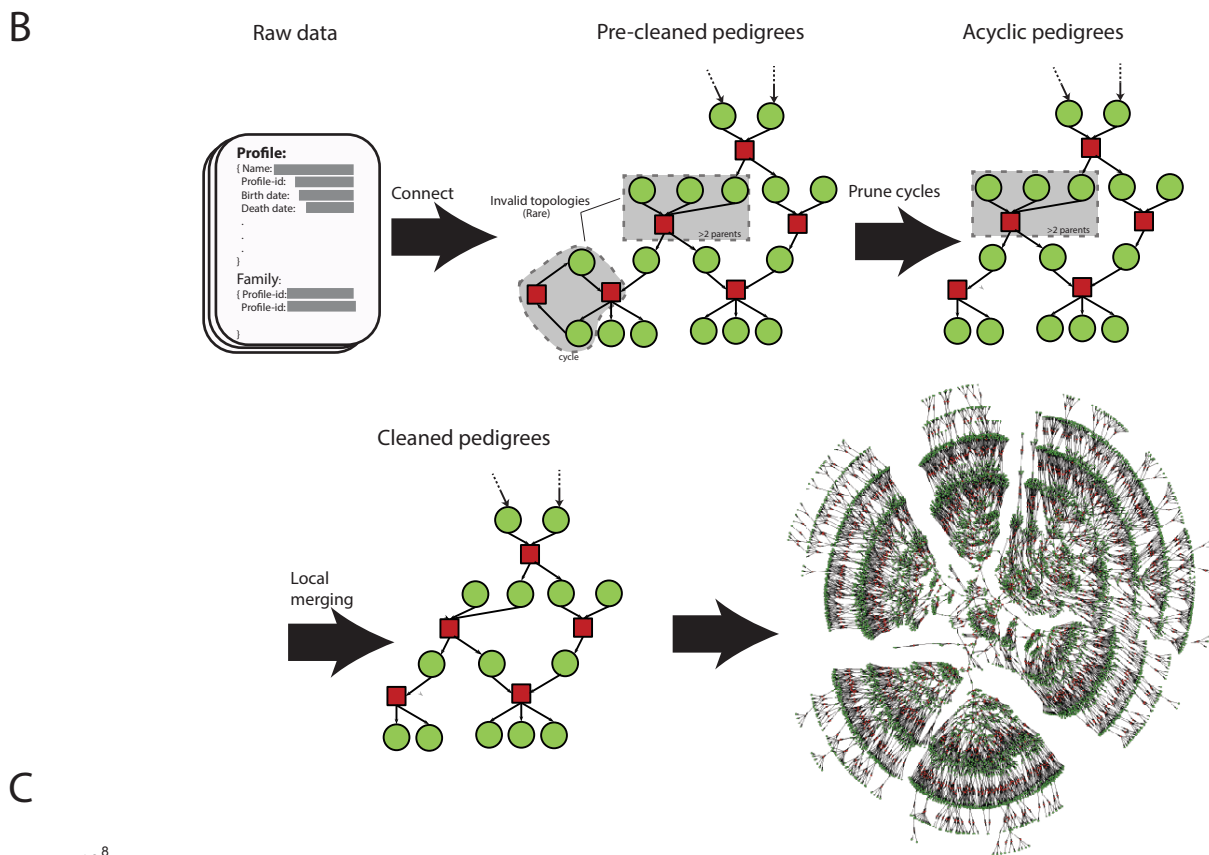 B
Raw data
Pre-cleaned pedigrees
Acyclic pedigrees
Profile:
{ Name:
Profile-id:
Birth date:
Death date:
.
.
.
}
Family:
{ Profile-id:
Profile-id:
}
Connect
Invalid topologies
(Rare)
>2 parents
cycle
Prune cycles
>2 parents
Cleaned pedigrees
Local
merging
C
8